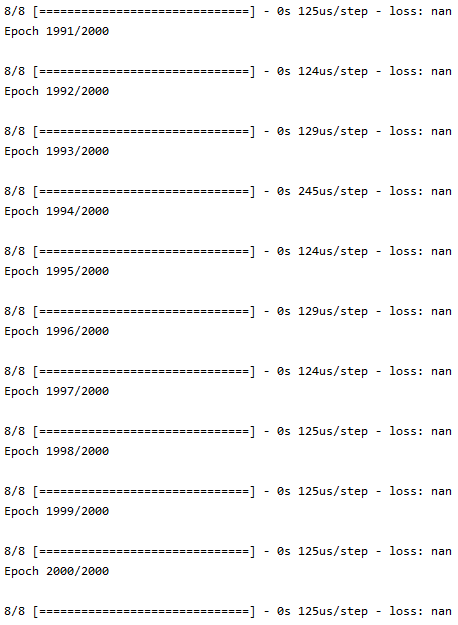 8/8 [==============================] - 0s 125us/step - loss: nan
Epoch 1991/2000
8/8 [==============================] - 0s 124us/step - loss: nan
Epoch 1992/2000
8/8 [==============================] - 0s 129us/step - loss: nan
Epoch 1993/2000
8/8 [==============================] - 0s 245us/step - loss: nan
Epoch 1994/2000
8/8 [==============================] - 0s 124us/step - loss: nan
Epoch 1995/2000
8/8 [==============================] - 0s 129us/step - loss: nan
Epoch 1996/2000
8/8 [==============================] - 0s 124us/step - loss: nan
Epoch 1997/2000
8/8 [==============================] - 0s 125us/step - loss: nan
Epoch 1998/2000
8/8 [==============================] - 0s 125us/step - loss: nan
Epoch 1999/2000
8/8 [==============================] - 0s 125us/step - loss: nan
Epoch 2000/2000
8/8 [==============================] - 0s 125us/step - loss: nan